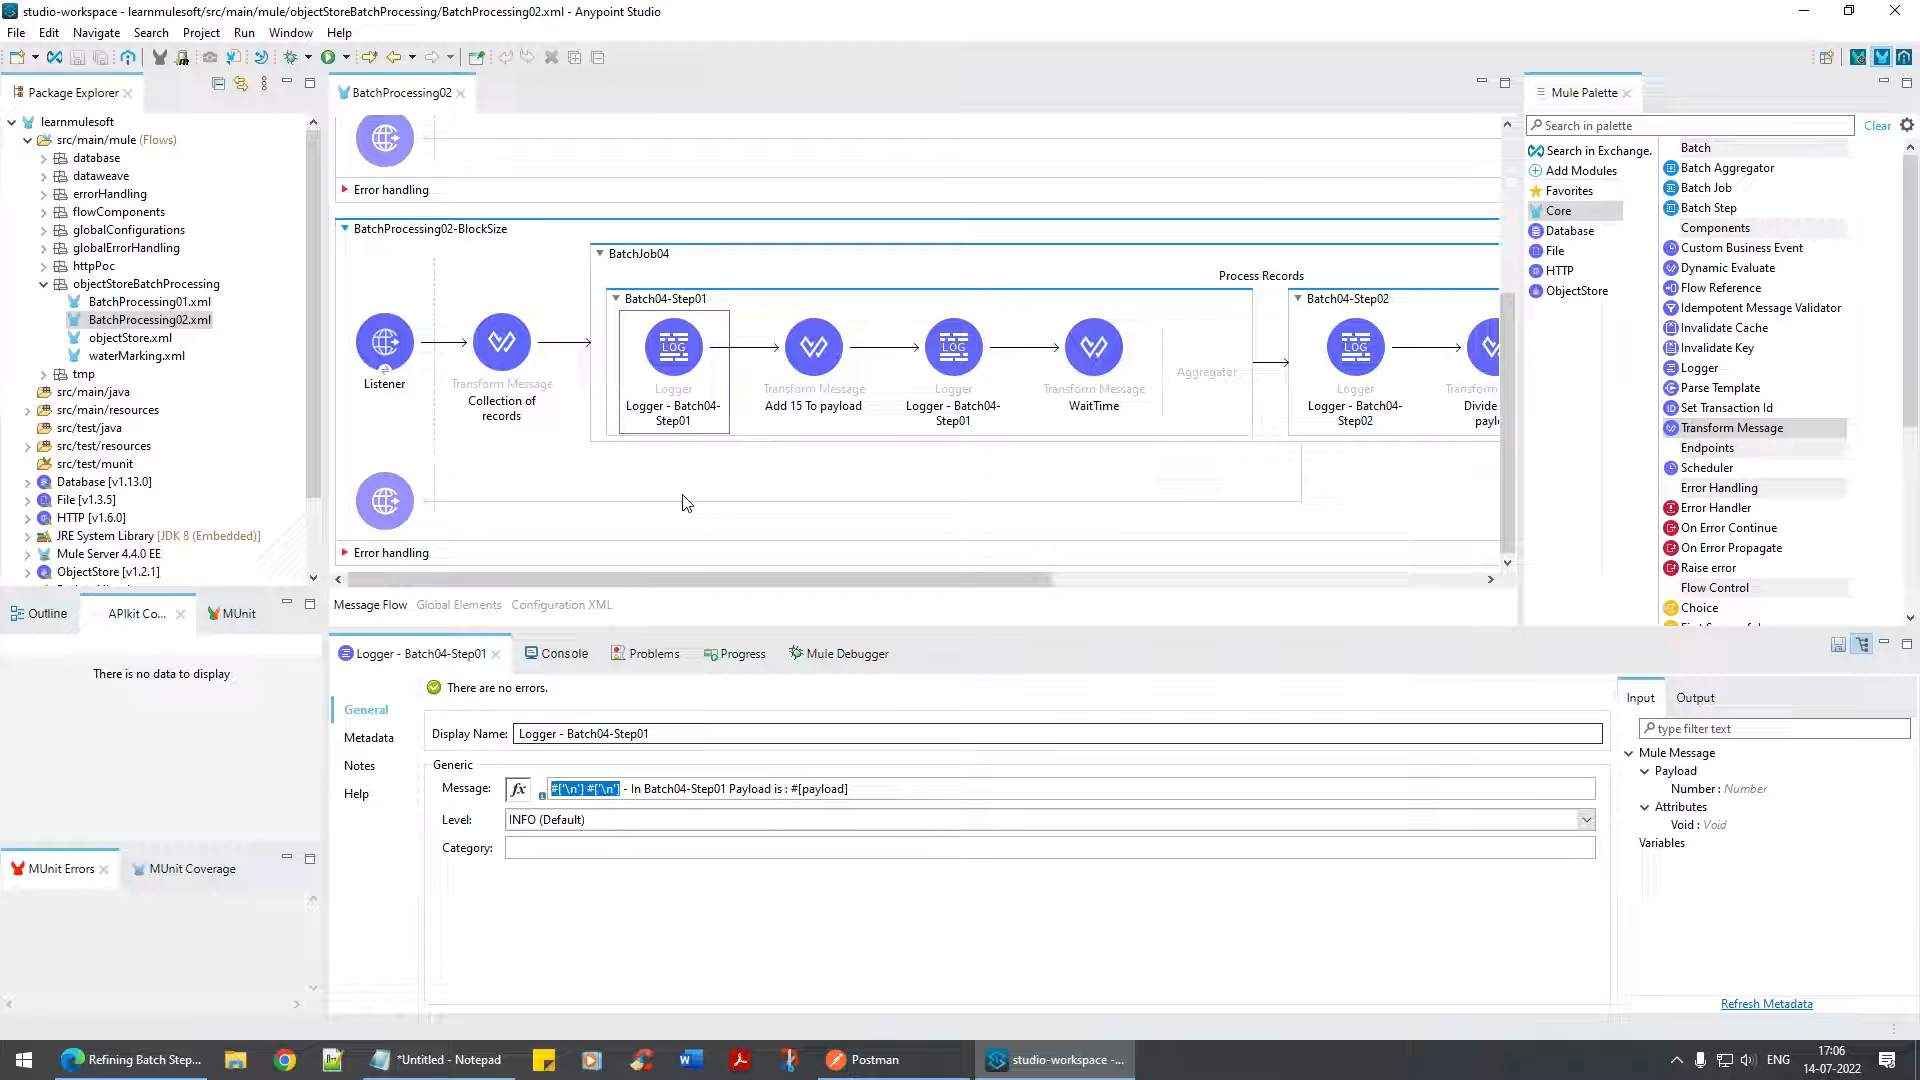 studio-workspace - learnmulesoft/src/main/mule/objectStoreBatchProcessing/BatchProcessing02.xml - Anypoint Studio
File Edit Navigate Search Project Run Window Help
Package Explorer
learnmulesoft
src/main/mule (Flows)
database
dataweave
errorHandling
flowComponents
globalConfigurations
globalErrorHandling
httpPoc
objectStoreBatchProcessing
BatchProcessing01.xml
BatchProcessing02.xml
objectStore.xml
waterMarking.xml
tmp
src/main/java
src/main/resources
src/test/java
src/test/resources
src/test/munit
Database [v1.13.0]
File [v1.3.5]
HTTP [v1.6.0]
JRE System Library [JDK 8 (Embedded)]
Mule Server 4.4.0 EE
ObjectStore [v1.2.1]
BatchProcessing02
Error handling
BatchProcessing02-BlockSize
BatchJob04
Process Records
Batch04-Step01
Batch04-Step02
LOG
LOG
LOG
Listener
Transform Message
Collection of
records
Logger
Logger - Batch04-
Step01
Transform Message
Add 15 To payload
Logger
Logger - Batch04-
Step01
Transform Message
WaitTime
Aggregator
Logger
Logger - Batch04-
Step02
Transform
Divide
payl
Error handling
Message Flow Global Elements Configuration XML
Mule Palette
Search in palette
Clear
Search in Exchange.
Add Modules
Favorites
Core
Database
File
HTTP
ObjectStore
Batch
Batch Aggregator
Batch Job
Batch Step
Components
Custom Business Event
Dynamic Evaluate
Flow Reference
Idempotent Message Validator
Invalidate Cache
Invalidate Key
Logger
Parse Template
Set Transaction Id
Transform Message
Endpoints
Scheduler
Error Handling
Error Handler
On Error Continue
On Error Propagate
Raise error
Flow Control
Choice
Outline APIkit Co... MUnit
There is no data to display
MUnit Errors MUnit Coverage
Logger - Batch04-Step01 Console Problems Progress Mule Debugger
There are no errors.
General
Metadata
Notes
Help
Display Name: Logger - Batch04-Step01
Generic
Message: fx #['\n'] #['\n'] - In Batch04-Step01 Payload is : #[payload]
Level: INFO (Default)
Category:
Input Output
type filter text
Mule Message
Payload
Number : Number
Attributes
Void : Void
Variables
Refresh Metadata
Refining Batch Step... *Untitled - Notepad Postman studio-workspace -...
ENG
17:06
14-07-2022